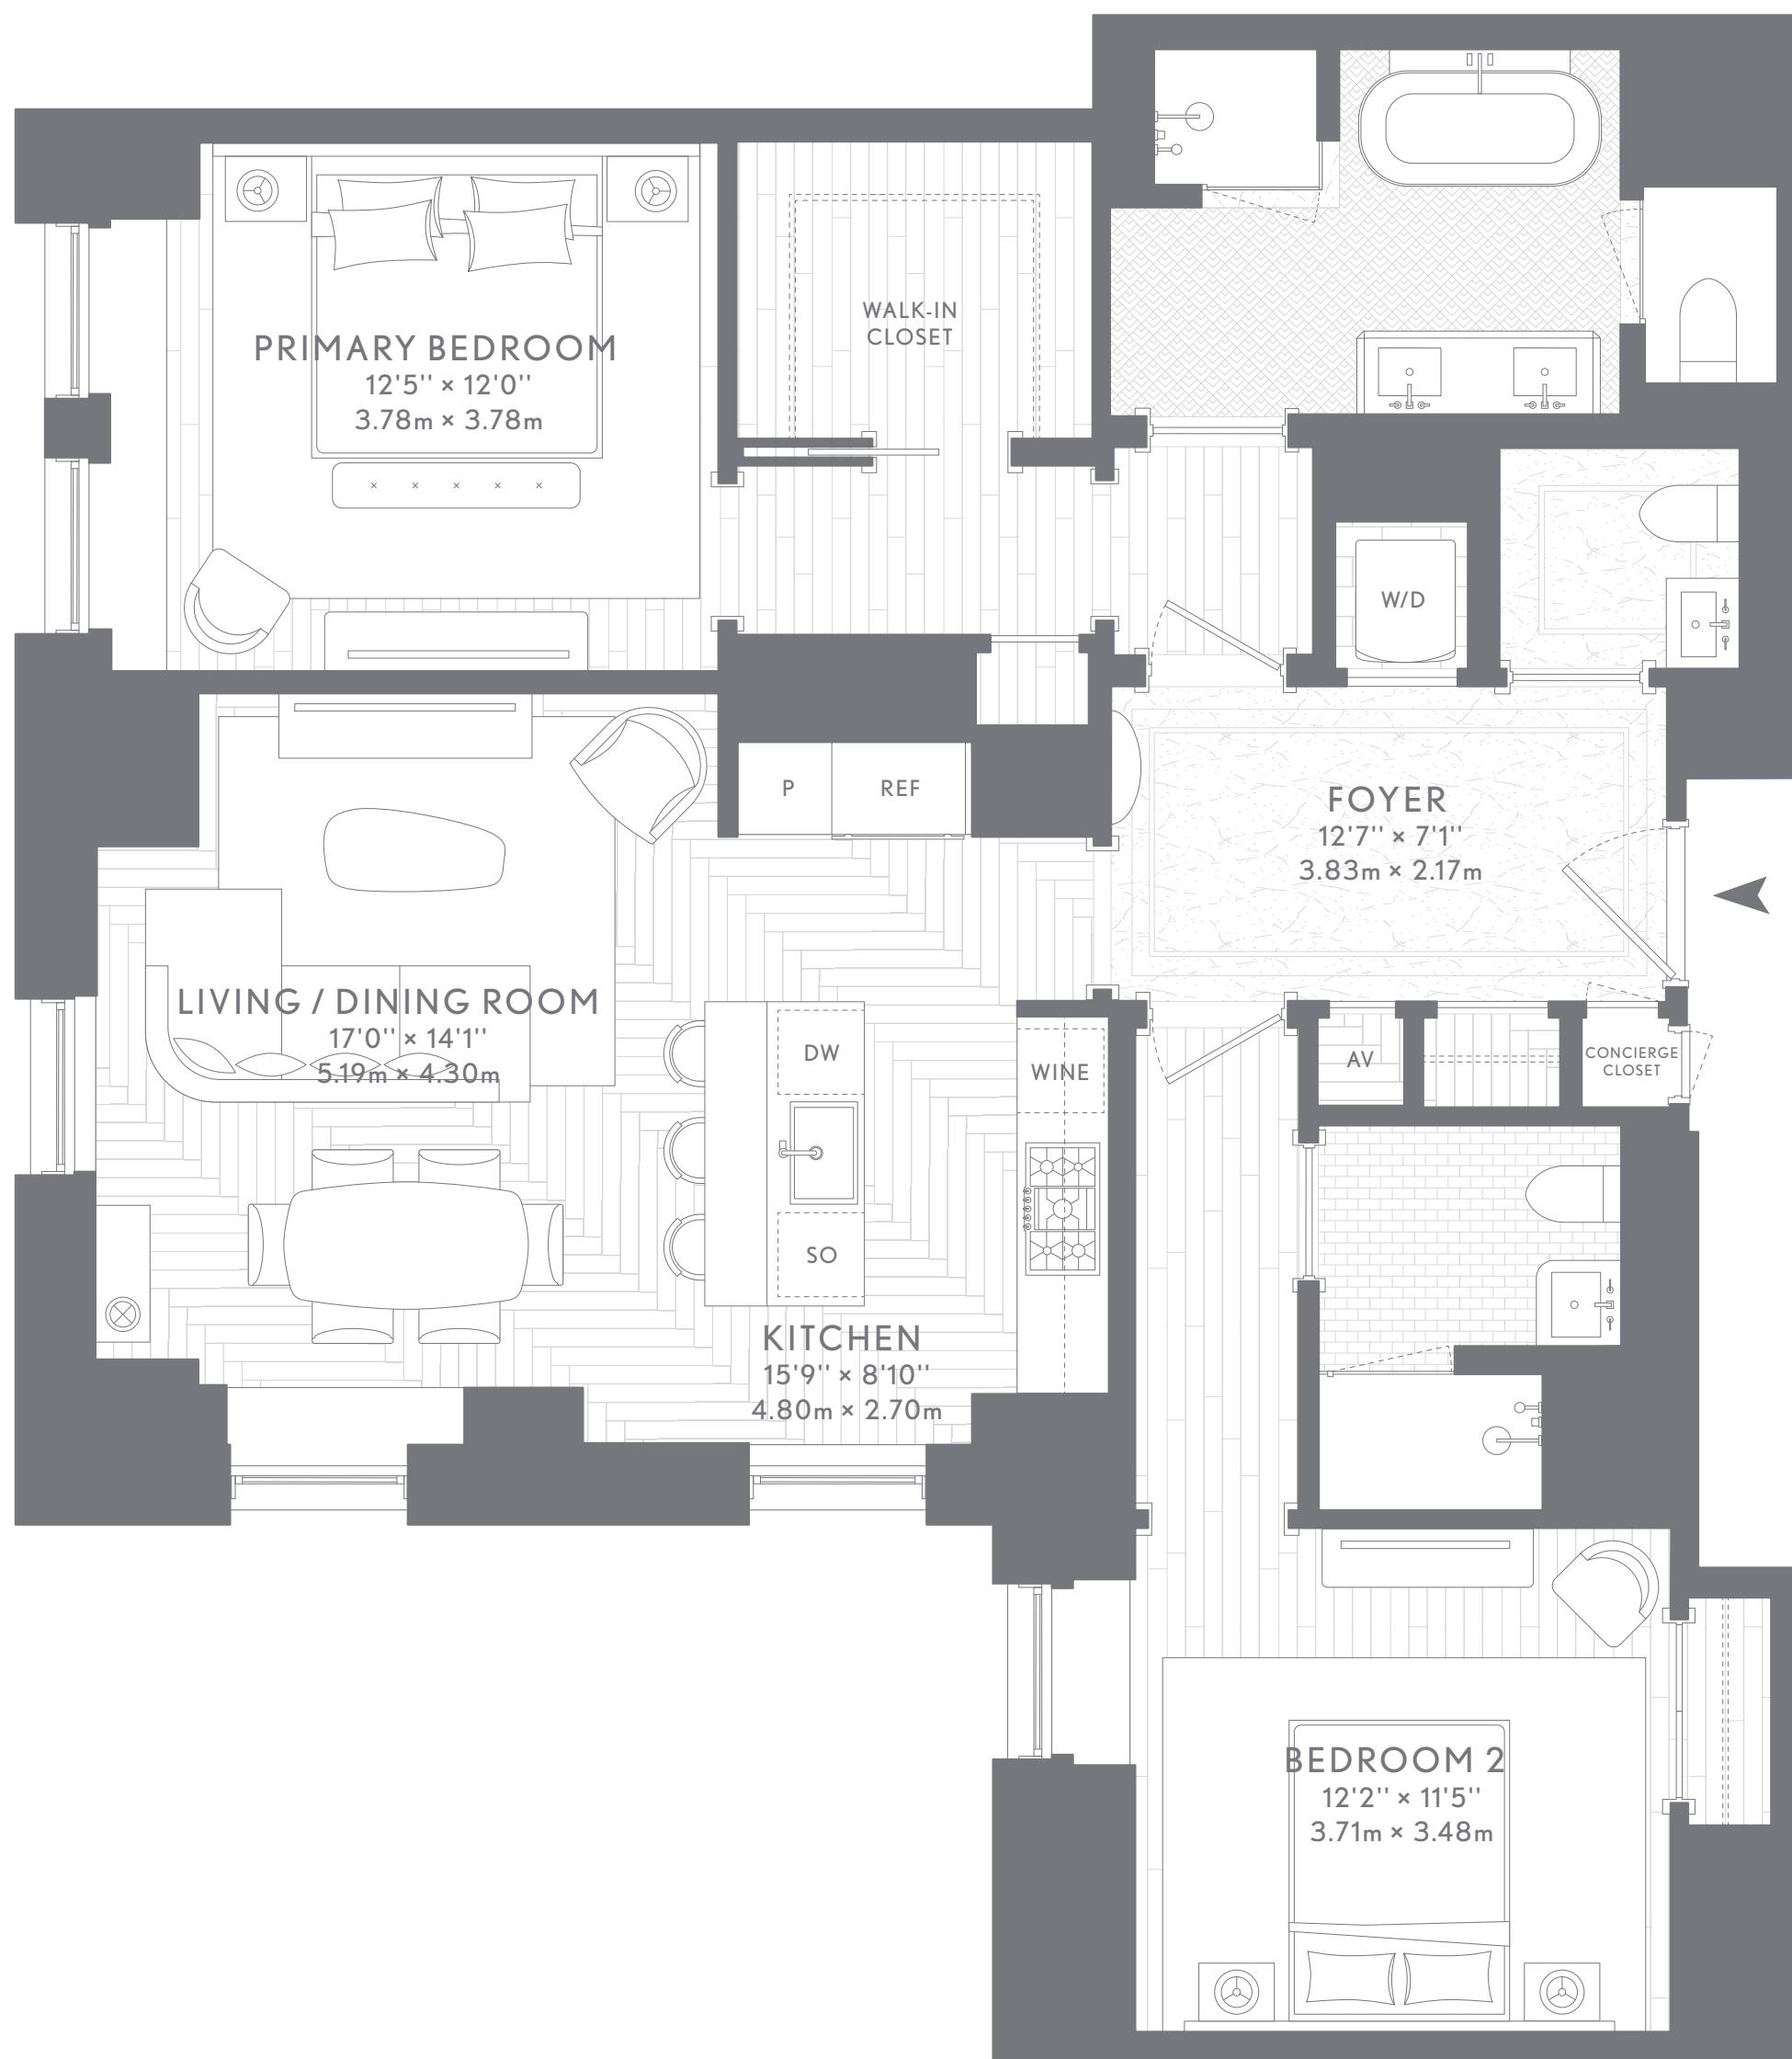 PRIMARY BEDROOM
12'5'' × 12'0''
3.78m × 3.78m
WALK-IN
CLOSET
W/D
P
REF
FOYER
12'7'' × 7'1''
3.83m × 2.17m
LIVING / DINING ROOM
17'0'' × 14'1''
5.19m × 4.30m
DW
WINE
AV
CONCIERGE
CLOSET
SO
KITCHEN
15'9'' × 8'10''
4.80m × 2.70m
BEDROOM 2
12'2'' × 11'5''
3.71m × 3.48m